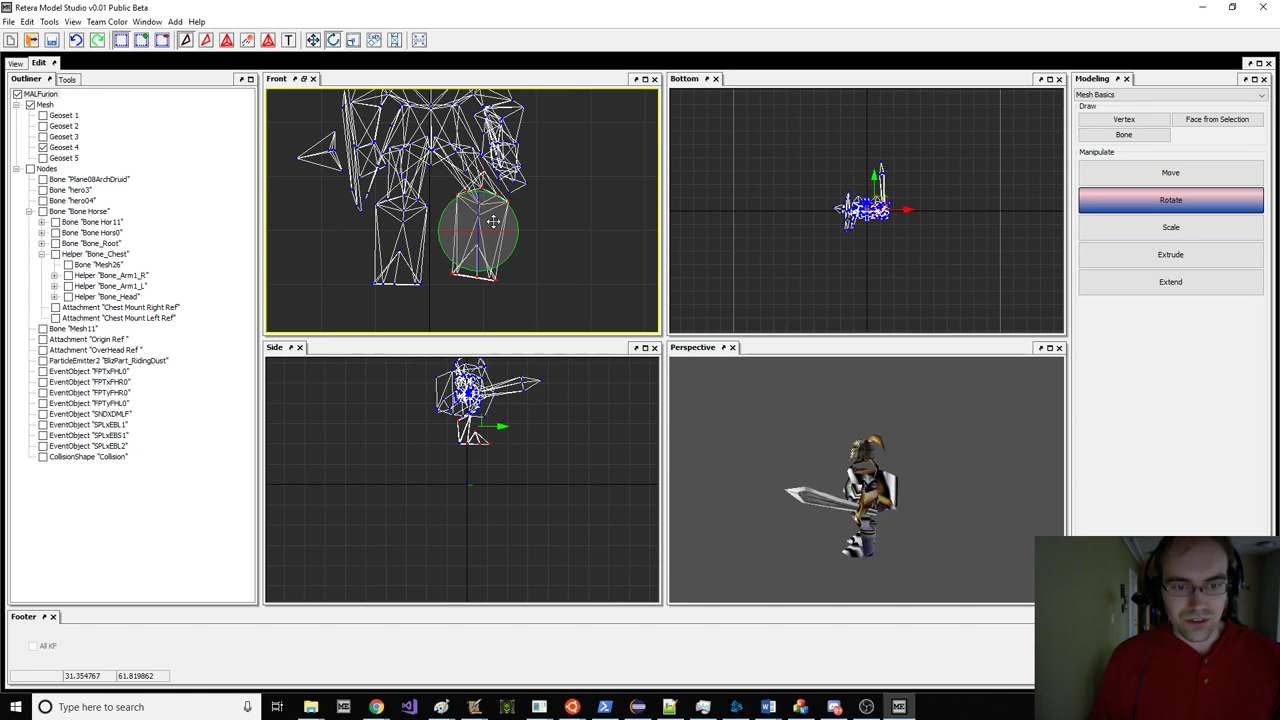 Retera Model Studio v0.01 Public Beta
File Edit Tools View Team Color Window Add Help
View Edit
Outliner Tools
MALFurion
Mesh
Geoset 1
Geoset 2
Geoset 3
Geoset 4
Geoset 5
Nodes
Bone "Plane08ArchDruid"
Bone "hero3"
Bone "hero04"
Bone "Bone Horse"
Bone "Bone Hor11"
Bone "Bone Hors0"
Bone "Bone_Root"
Helper "Bone_Chest"
Bone "Mesh26"
Helper "Bone_Arm1_R"
Helper "Bone_Arm1_L"
Helper "Bone_Head"
Attachment "Chest Mount Right Ref"
Attachment "Chest Mount Left Ref"
Bone "Mesh11"
Attachment "Origin Ref "
Attachment "OverHead Ref "
ParticleEmitter2 "BlizPart_RidingDust"
EventObject "FPTxFHL0"
EventObject "FPTxFHR0"
EventObject "FPTyFHR0"
EventObject "FPTyFHL0"
EventObject "SNDXDMLF"
EventObject "SPLxEBL1"
EventObject "SPLxEBS1"
EventObject "SPLxEBL2"
CollisionShape "Collision"
Front
Bottom
Side
Perspective
Modeling
Mesh Basics
Draw
Vertex Face from Selection
Bone
Manipulate
Move
Rotate
Scale
Extrude
Extend
Footer
All KF
31.354767 61.819862
Type here to search